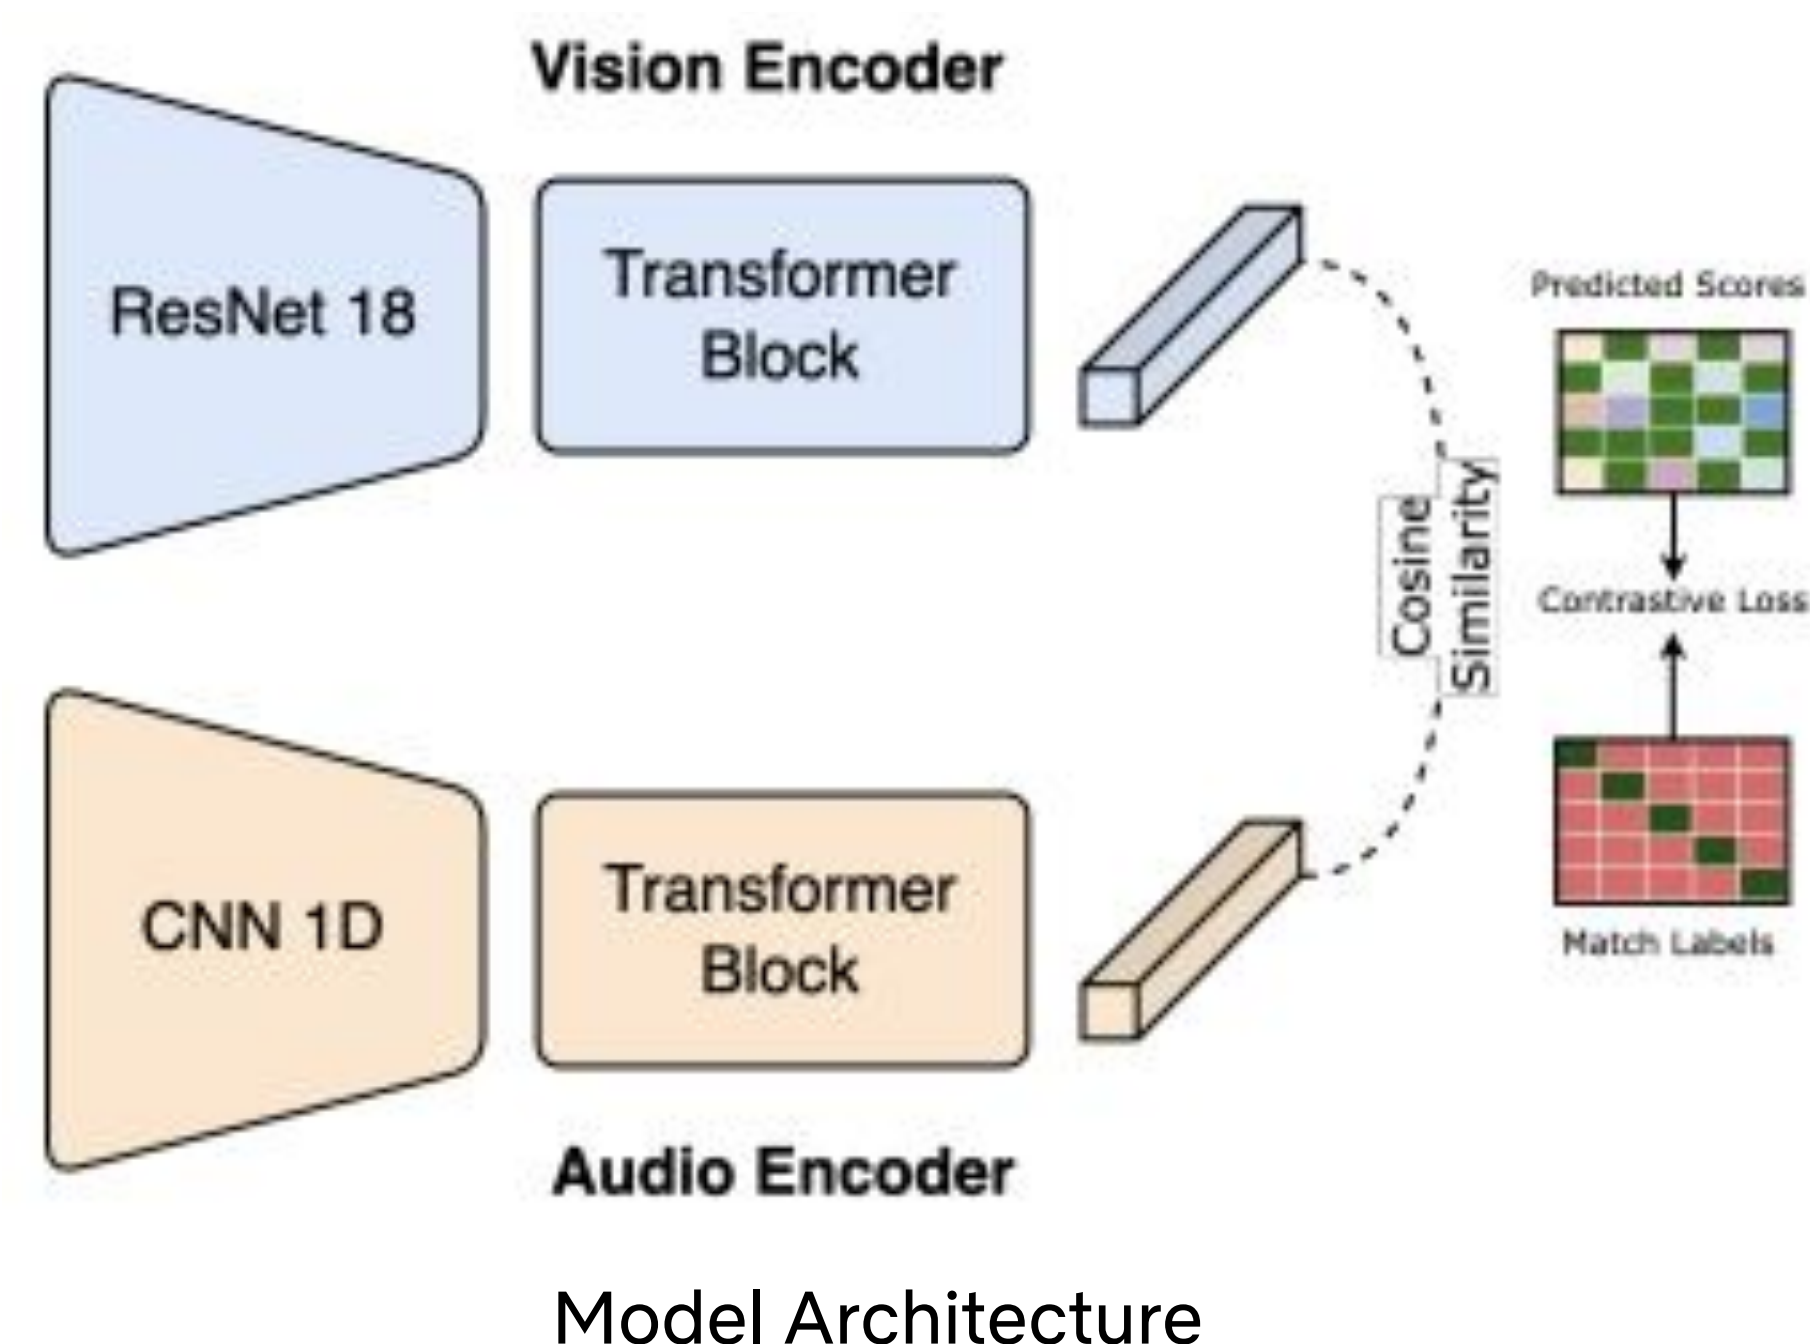 Vision Encoder
ResNet 18
Transformer
Block
Predicted Scores
Cosine
Similarity
Contrastive Loss
CNN 1D
Transformer
Block
Match Labels
Audio Encoder
Model Architecture